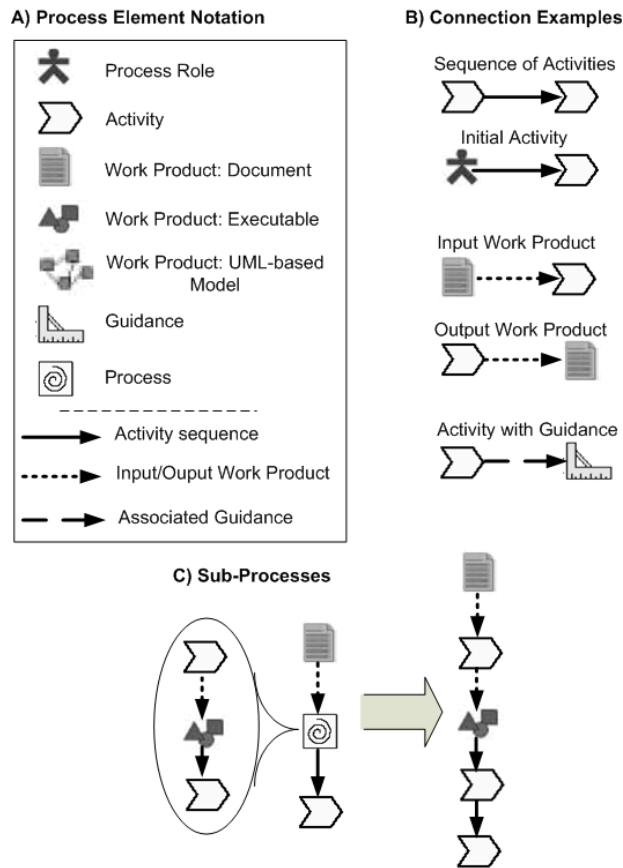 A) Process Element Notation
Process Role
Activity
Work Product: Document
Work Product: Executable
Work Product: UML-based
Model
Guidance
Process
Activity sequence
Input/Ouput Work Product
Associated Guidance
B) Connection Examples
Sequence of Activities
Initial Activity
Input Work Product
Output Work Product
Activity with Guidance
C) Sub-Processes